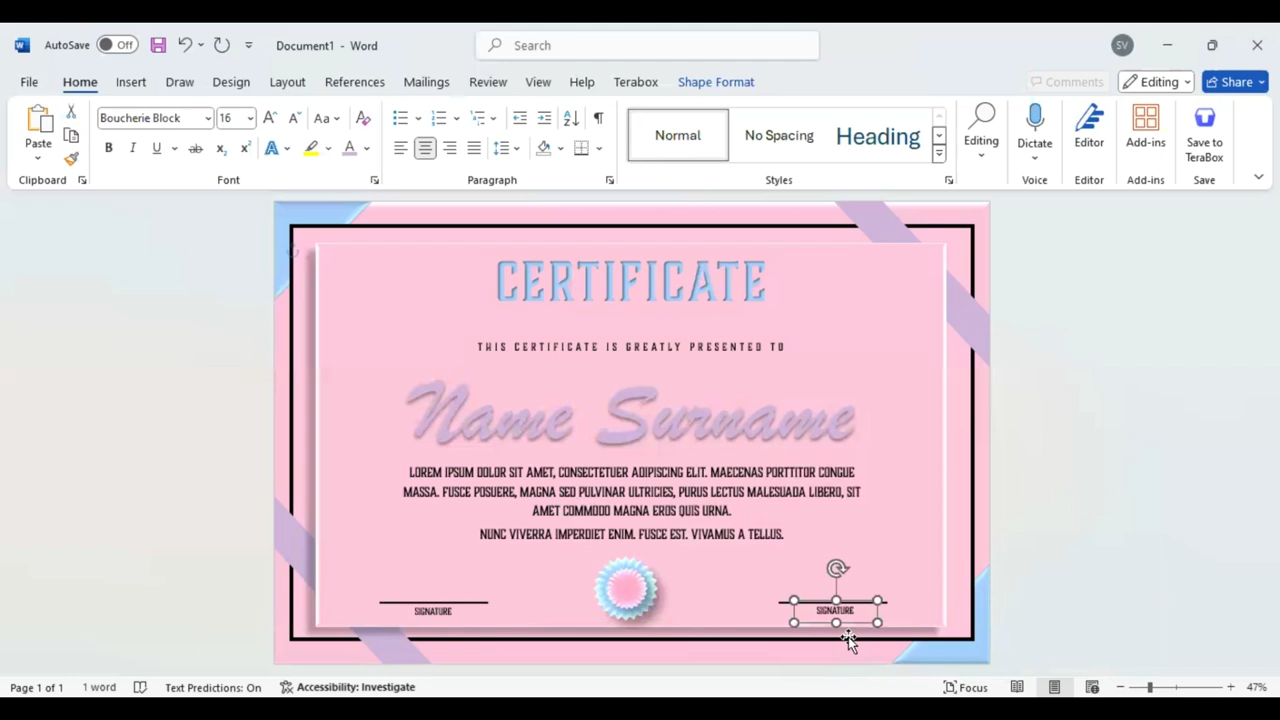 AutoSave Off Document1 - Word Search SV
File Home Insert Draw Design Layout References Mailings Review View Help Terabox Shape Format Comments Editing Share
Boucherie Block 16 Aa Normal No Spacing Heading
Paste B I U ab x₂ x² A A Editing Dictate Editor Add-ins Save to TeraBox
Clipboard Font Paragraph Styles Voice Editor Add-ins Save
CERTIFICATE
THIS CERTIFICATE IS GREATLY PRESENTED TO
Name Surname
LOREM IPSUM DOLOR SIT AMET, CONSECTETUER ADIPISCING ELIT. MAECENAS PORTTITOR CONGUE
MASSA. FUSCE POSUERE, MAGNA SED PULVINAR ULTRICIES, PURUS LECTUS MALESUADA LIBERO, SIT
AMET COMMODO MAGNA EROS QUIS URNA.
NUNC VIVERRA IMPERDIET ENIM. FUSCE EST. VIVAMUS A TELLUS.
SIGNATURE SIGNATURE
Page 1 of 1 1 word Text Predictions: On Accessibility: Investigate Focus 47%